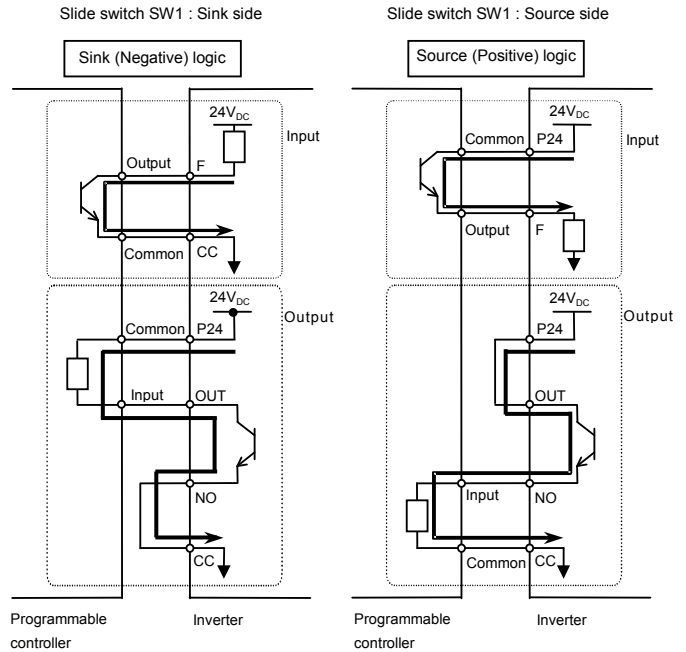 Slide switch SW1 : Sink side
Sink (Negative) logic
24VDC
Input
Output
F
Common
CC
24VDC
Output
Common
P24
Input
OUT
NO
CC
Programmable
controller
Inverter
Slide switch SW1 : Source side
Source (Positive) logic
24VDC
Common
P24
Input
Output
F
24VDC
Output
P24
OUT
Input
NO
Common
CC
Programmable
controller
Inverter